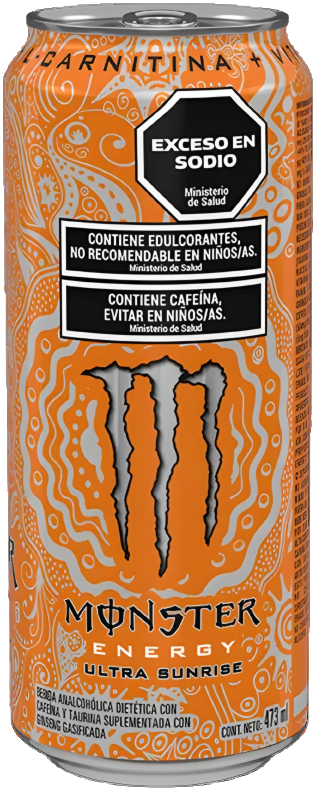 L-CARNITINA + VIT
EXCESO EN
SODIO
Ministerio
de Salud
CONTIENE EDULCORANTES,
NO RECOMENDABLE EN NIÑOS/AS.
Ministerio de Salud
CONTIENE CAFEÍNA,
EVITAR EN NIÑOS/AS.
Ministerio de Salud
MONSTER
ENERGY
ULTRA SUNRISE
BEBIDA ANALCOHÓLICA DIETÉTICA CON
CAFEÍNA Y TAURINA SUPLEMENTADA CON
GINSENG GASIFICADA
CONT. NETO: 473 ml